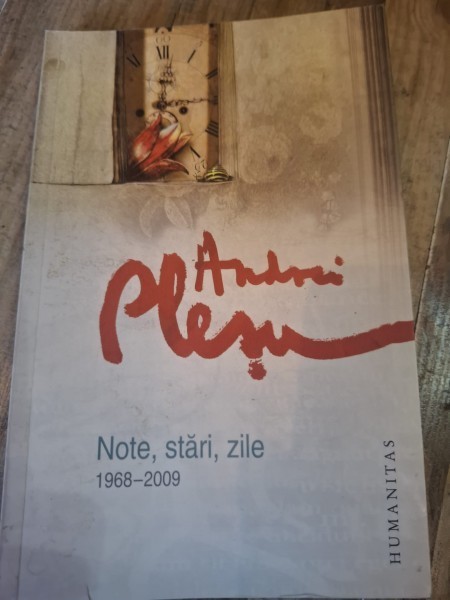 Andrei
Pleșu
Note, stări, zile
1968–2009
HUMANITAS